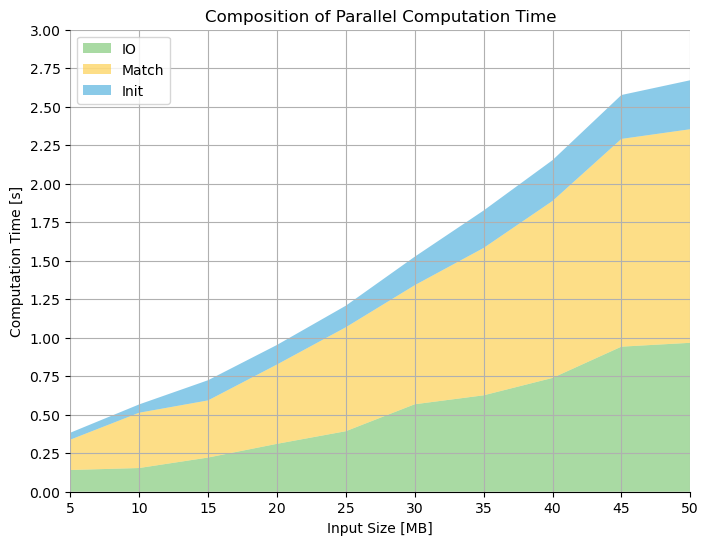 Composition of Parallel Computation Time
IO
Match
Init
Computation Time [s]
3.00
2.75
2.50
2.25
2.00
1.75
1.50
1.25
1.00
0.75
0.50
0.25
0.00
5 10 15 20 25 30 35 40 45 50
Input Size [MB]